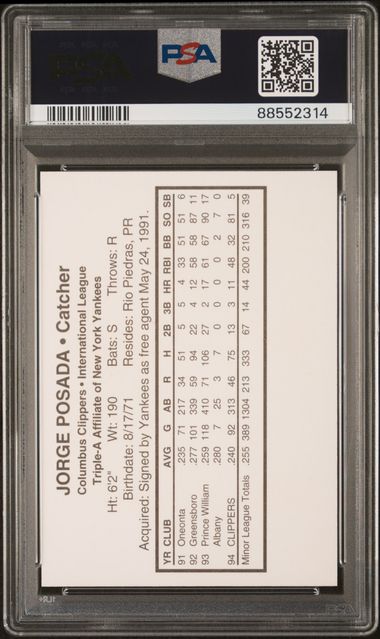 PSA
88552314
JORGE POSADA • Catcher
Columbus Clippers • International League
Triple-A Affiliate of New York Yankees
Ht: 6'2" Wt: 190 Bats: S Throws: R
Birthdate: 8/17/71 Resides: Rio Piedras, PR
Acquired: Signed by Yankees as free agent May 24, 1991.
YR CLUB AVG G AB R H 2B 3B HR RBI BB SO SB
91 Oneonta .235 71 217 34 51 5 5 4 33 51 51 6
92 Greensboro .277 101 339 59 94 22 4 12 58 58 87 11
93 Prince William .259 118 410 71 106 27 2 17 61 67 90 17
Albany .280 7 25 3 7 0 0 0 0 2 7 0
94 CLIPPERS .240 92 313 46 75 13 3 11 48 32 81 5
Minor League Totals .255 389 1304 213 333 67 14 44 200 210 316 39